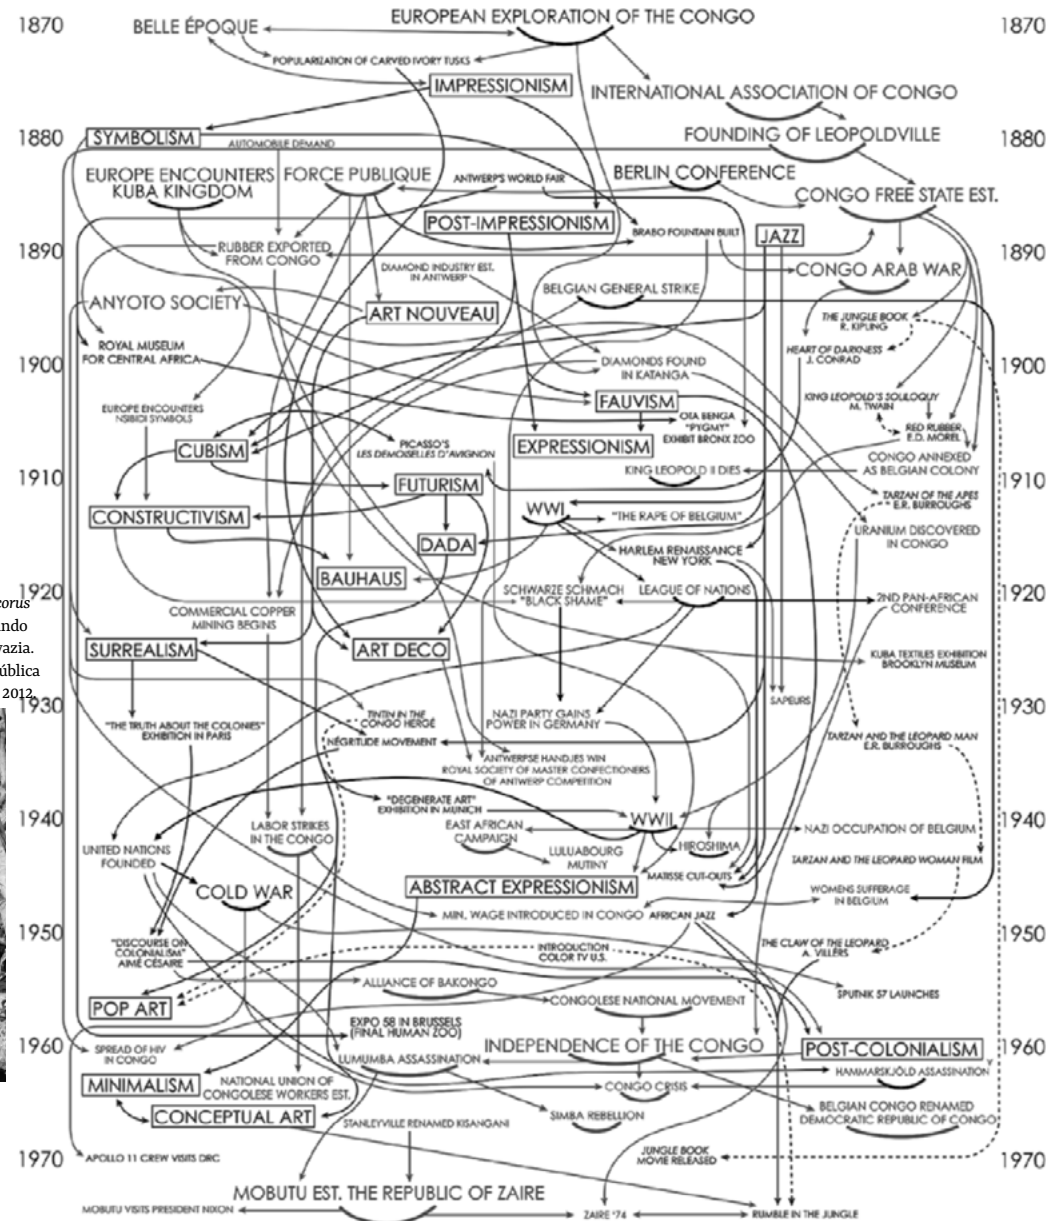 1870
1870
BELLE ÉPOQUE
EUROPEAN EXPLORATION OF THE CONGO
POPULARIZATION OF CARVED IVORY TUSKS
IMPRESSIONISM
INTERNATIONAL ASSOCIATION OF CONGO
1880
1880
SYMBOLISM
AUTOMOBILE DEMAND
FOUNDING OF LEOPOLDVILLE
EUROPE ENCOUNTERS
KUBA KINGDOM
FORCE PUBLIQUE
ANTWERP'S WORLD FAIR
BERLIN CONFERENCE
CONGO FREE STATE EST.
POST-IMPRESSIONISM
BRABO FOUNTAIN BUILT
JAZZ
1890
1890
RUBBER EXPORTED
FROM CONGO
DIAMOND INDUSTRY EST.
IN ANTWERP
CONGO ARAB WAR
BELGIAN GENERAL STRIKE
ANYOTO SOCIETY
ART NOUVEAU
THE JUNGLE BOOK
R. KIPLING
ROYAL MUSEUM
FOR CENTRAL AFRICA
HEART OF DARKNESS
J. CONRAD
1900
1900
DIAMONDS FOUND
IN KATANGA
FAUVISM
KING LEOPOLD'S SOLILOQUY
M. TWAIN
EUROPE ENCOUNTERS
NSIBIDI SYMBOLS
OTA BENGA
"PYGMY"
EXHIBIT BRONX ZOO
RED RUBBER
E.D. MOREL
CUBISM
PICASSO'S
LES DEMOISELLES D'AVIGNON
EXPRESSIONISM
CONGO ANNEXED
AS BELGIAN COLONY
KING LEOPOLD II DIES
1910
1910
FUTURISM
TARZAN OF THE APES
E.R. BURROUGHS
CONSTRUCTIVISM
WWI
"THE RAPE OF BELGIUM"
URANIUM DISCOVERED
IN CONGO
DADA
HARLEM RENAISSANCE
NEW YORK
BAUHAUS
1920
1920
SCHWARZE SCHMACH
"BLACK SHAME"
LEAGUE OF NATIONS
2ND PAN-AFRICAN
CONFERENCE
COMMERCIAL COPPER
MINING BEGINS
corus
ando
vazia.
ública
2012.
SURREALISM
ART DECO
KUBA TEXTILES EXHIBITION
BROOKLYN MUSEUM
1930
1930
SAPEURS
"THE TRUTH ABOUT THE COLONIES"
EXHIBITION IN PARIS
TINTIN IN THE
CONGO HERGÉ
NAZI PARTY GAINS
POWER IN GERMANY
NÉGRITUDE MOVEMENT
TARZAN AND THE LEOPARD MAN
E.R. BURROUGHS
ANTWERPSE HANDJES WIN
ROYAL SOCIETY OF MASTER CONFECTIONERS
OF ANTWERP COMPETITION
"DEGENERATE ART"
EXHIBITION IN MUNICH
1940
1940
LABOR STRIKES
IN THE CONGO
EAST AFRICAN
CAMPAIGN
WWII
NAZI OCCUPATION OF BELGIUM
UNITED NATIONS
FOUNDED
LULUABOURG
MUTINY
HIROSHIMA
TARZAN AND THE LEOPARD WOMAN FILM
COLD WAR
ABSTRACT EXPRESSIONISM
MATISSE CUT-OUTS
WOMENS SUFFERAGE
IN BELGIUM
MIN. WAGE INTRODUCED IN CONGO
AFRICAN JAZZ
1950
1950
"DISCOURSE ON
COLONIALISM"
AIMÉ CÉSAIRE
INTRODUCTION
COLOR TV U.S.
THE CLAW OF THE LEOPARD
A. VILLERS
ALLIANCE OF BAKONGO
SPUTNIK 57 LAUNCHES
POP ART
CONGOLESE NATIONAL MOVEMENT
EXPO 58 IN BRUSSELS
(FINAL HUMAN ZOO)
1960
1960
SPREAD OF HIV
IN CONGO
INDEPENDENCE OF THE CONGO
POST-COLONIALISM
LUMUMBA ASSASSINATION
HAMMARSKJÖLD ASSASSINATION
MINIMALISM
NATIONAL UNION OF
CONGOLESE WORKERS EST.
CONGO CRISIS
CONCEPTUAL ART
SIMBA REBELLION
BELGIAN CONGO RENAMED
DEMOCRATIC REPUBLIC OF CONGO
STANLEYVILLE RENAMED KISANGANI
1970
1970
APOLLO 11 CREW VISITS DRC
JUNGLE BOOK
MOVIE RELEASED
MOBUTU EST. THE REPUBLIC OF ZAIRE
MOBUTU VISITS PRESIDENT NIXON
ZAIRE '74
RUMBLE IN THE JUNGLE